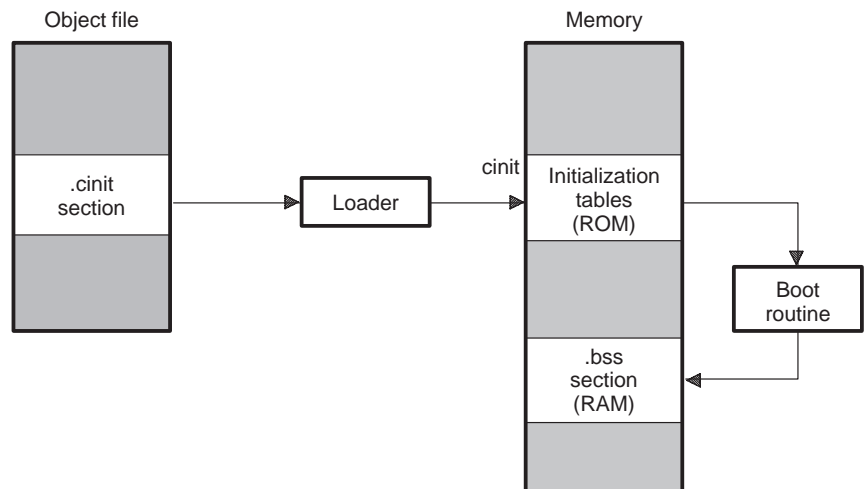 Object file
Memory
.cinit
section
Loader
cinit
Initialization
tables
(ROM)
Boot
routine
.bss
section
(RAM)